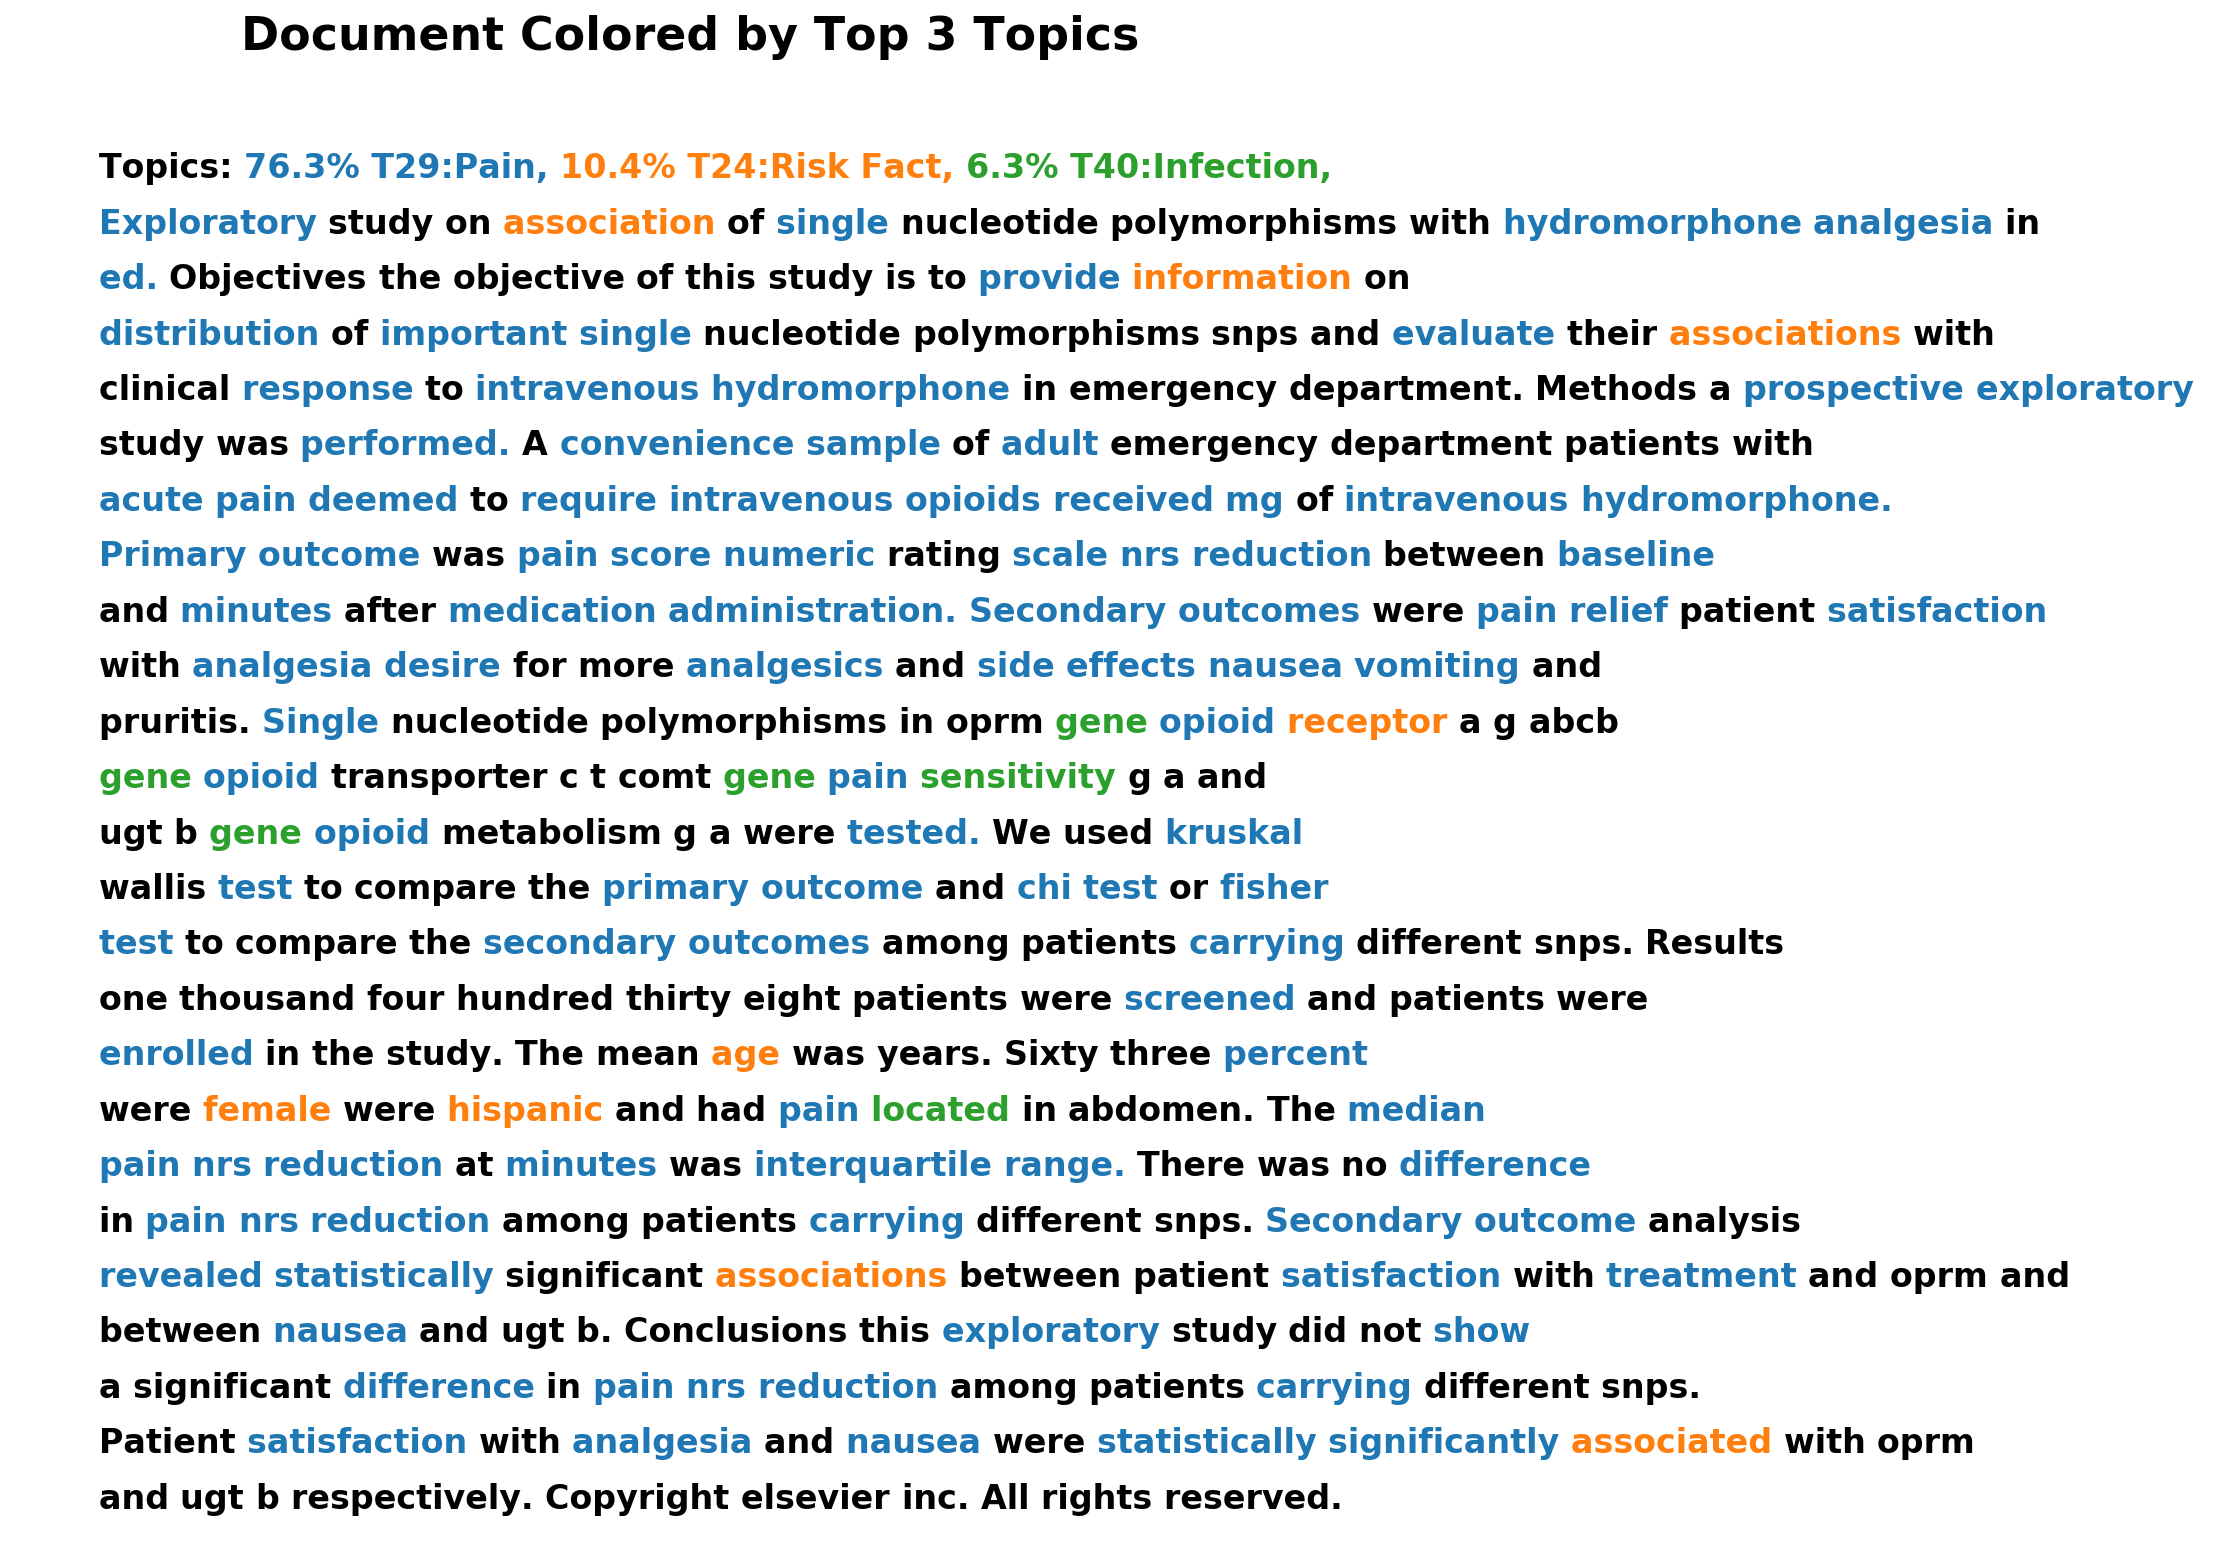 Document Colored by Top 3 Topics
Topics: 76.3% T29:Pain, 10.4% T24:Risk Fact, 6.3% T40:Infection,
Exploratory study on association of single nucleotide polymorphisms with hydromorphone analgesia in
ed. Objectives the objective of this study is to provide information on
distribution of important single nucleotide polymorphisms snps and evaluate their associations with
clinical response to intravenous hydromorphone in emergency department. Methods a prospective exploratory
study was performed. A convenience sample of adult emergency department patients with
acute pain deemed to require intravenous opioids received mg of intravenous hydromorphone.
Primary outcome was pain score numeric rating scale nrs reduction between baseline
and minutes after medication administration. Secondary outcomes were pain relief patient satisfaction
with analgesia desire for more analgesics and side effects nausea vomiting and
pruritis. Single nucleotide polymorphisms in oprm gene opioid receptor a g abcb
gene opioid transporter c t comt gene pain sensitivity g a and
ugt b gene opioid metabolism g a were tested. We used kruskal
wallis test to compare the primary outcome and chi test or fisher
test to compare the secondary outcomes among patients carrying different snps. Results
one thousand four hundred thirty eight patients were screened and patients were
enrolled in the study. The mean age was years. Sixty three percent
were female were hispanic and had pain located in abdomen. The median
pain nrs reduction at minutes was interquartile range. There was no difference
in pain nrs reduction among patients carrying different snps. Secondary outcome analysis
revealed statistically significant associations between patient satisfaction with treatment and oprm and
between nausea and ugt b. Conclusions this exploratory study did not show
a significant difference in pain nrs reduction among patients carrying different snps.
Patient satisfaction with analgesia and nausea were statistically significantly associated with oprm
and ugt b respectively. Copyright elsevier inc. All rights reserved.